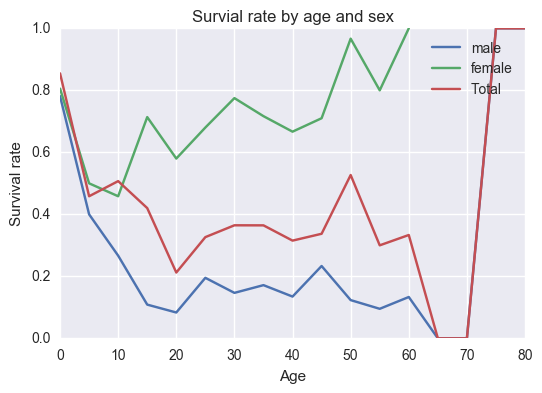 Survial rate by age and sex
1.0
0.8
0.6
0.4
0.2
0.0
Survival rate
male
female
Total
0 10 20 30 40 50 60 70 80
Age